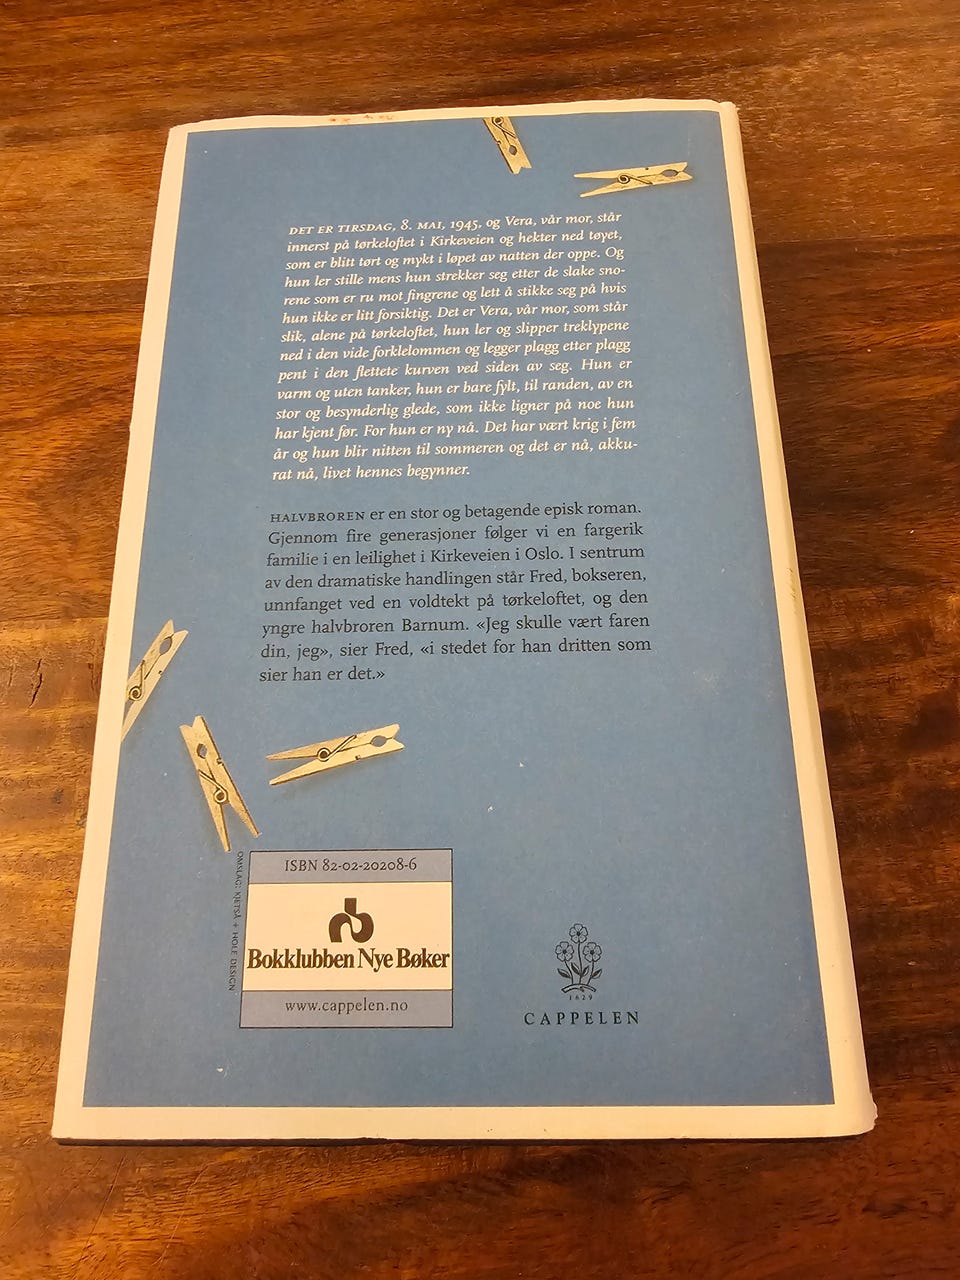 DET ER TIRSDAG, 8. MAI, 1945, og Vera, vår mor, står
innerst på tørkeloftet i Kirkeveien og hekter ned tøyet,
som er blitt tørt og mykt i løpet av natten der oppe. Og
hun ler stille mens hun strekker seg etter de slake sno-
rene som er ru mot fingrene og lett å stikke seg på hvis
hun ikke er litt forsiktig. Det er Vera, vår mor, som står
slik, alene på tørkeloftet, hun ler og slipper treklypene
ned i den vide forklelommen og legger plagg etter plagg
pent i den flettete kurven ved siden av seg. Hun er
varm og uten tanker, hun er bare fylt, til randen, av en
stor og besynderlig glede, som ikke ligner på noe hun
har kjent før. For hun er ny nå. Det har vært krig i fem
år og hun blir nitten til sommeren og det er nå, akku-
rat nå, livet hennes begynner.
HALVBROREN er en stor og betagende episk roman.
Gjennom fire generasjoner følger vi en fargerik
familie i en leilighet i Kirkeveien i Oslo. I sentrum
av den dramatiske handlingen står Fred, bokseren,
unnfanget ved en voldtekt på tørkeloftet, og den
yngre halvbroren Barnum. «Jeg skulle vært faren
din, jeg», sier Fred, «i stedet for han dritten som
sier han er det.»
OMSLAG: KJETSÅ + HOLE DESIGN
ISBN 82-02-20208-6
Bokklubben Nye Bøker
www.cappelen.no
1829
CAPPELEN